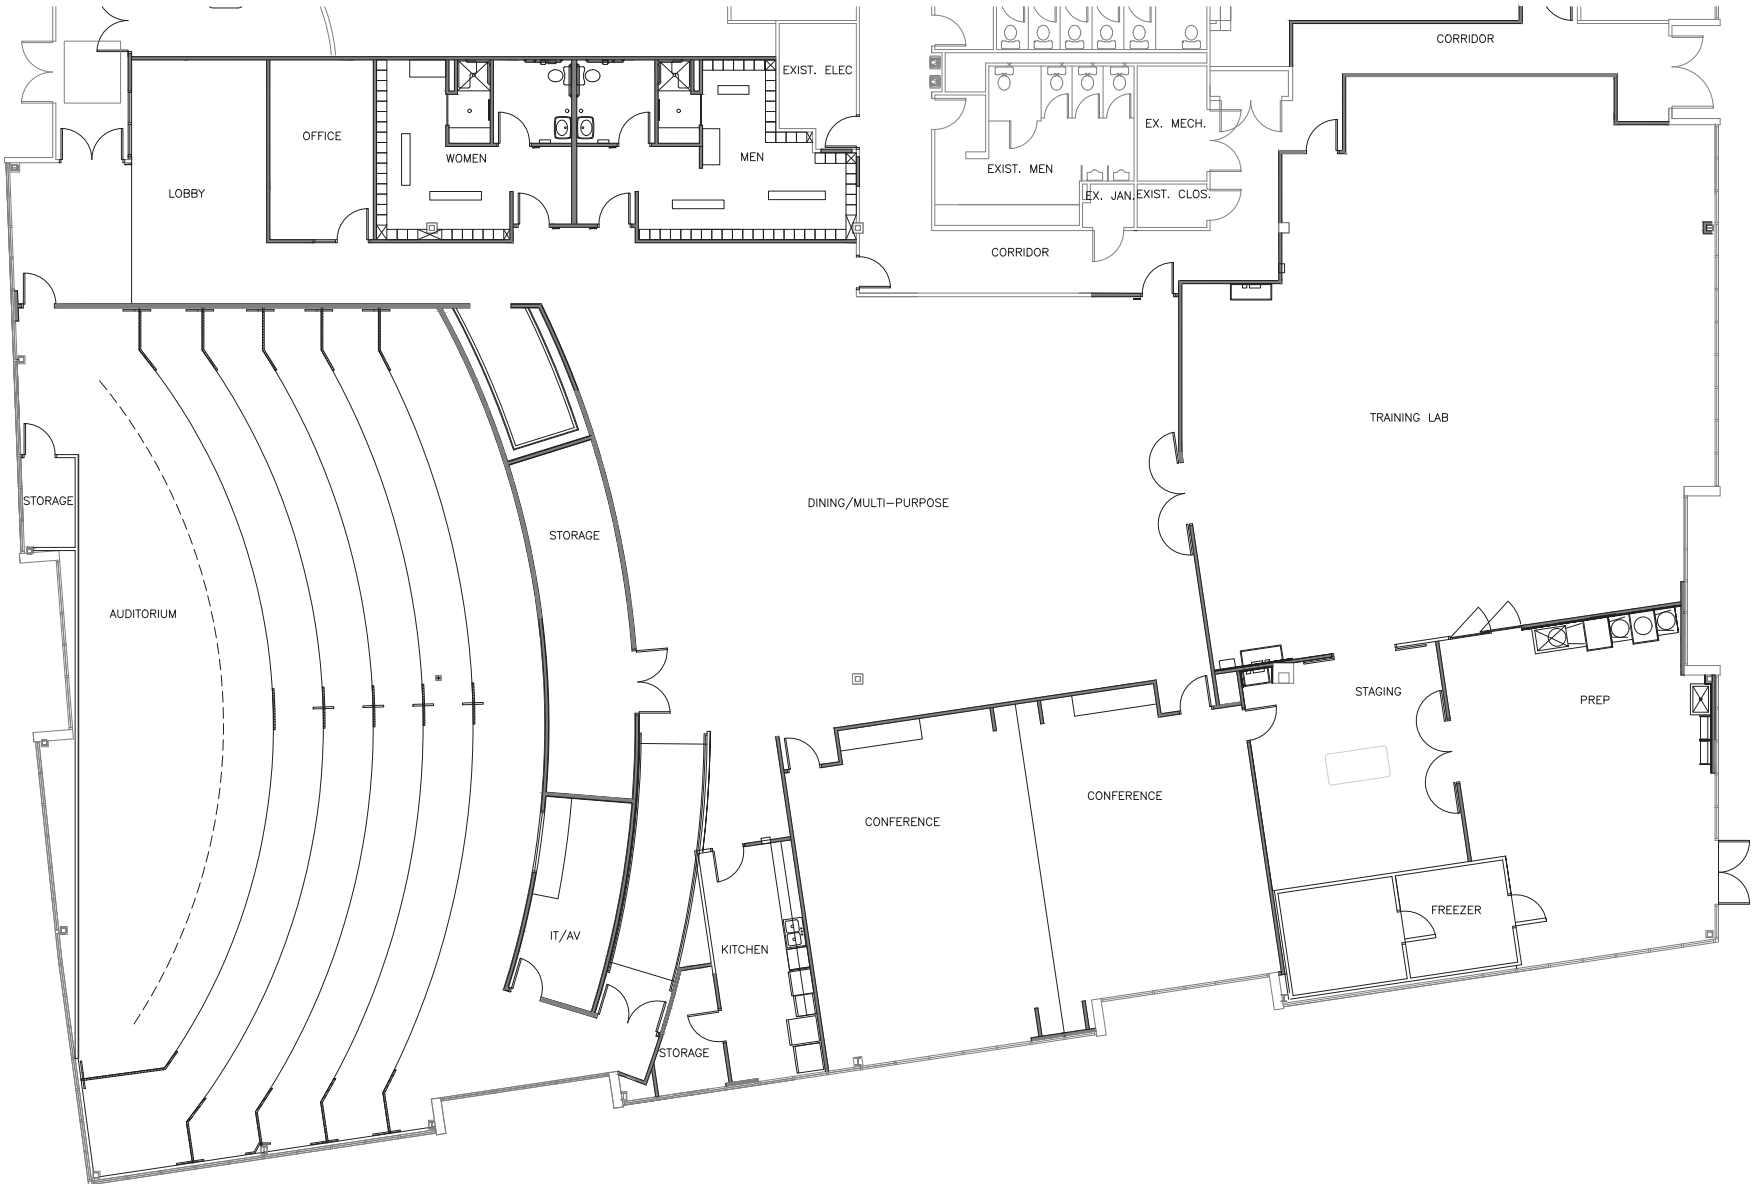 CORRIDOR
EXIST. ELEC
EX. MECH.
OFFICE
WOMEN
MEN
EXIST. MEN
LOBBY
EX. JAN.
EXIST. CLOS.
CORRIDOR
TRAINING LAB
STORAGE
DINING/MULTI-PURPOSE
STORAGE
AUDITORIUM
STAGING
PREP
CONFERENCE
CONFERENCE
FREEZER
IT/AV
KITCHEN
STORAGE